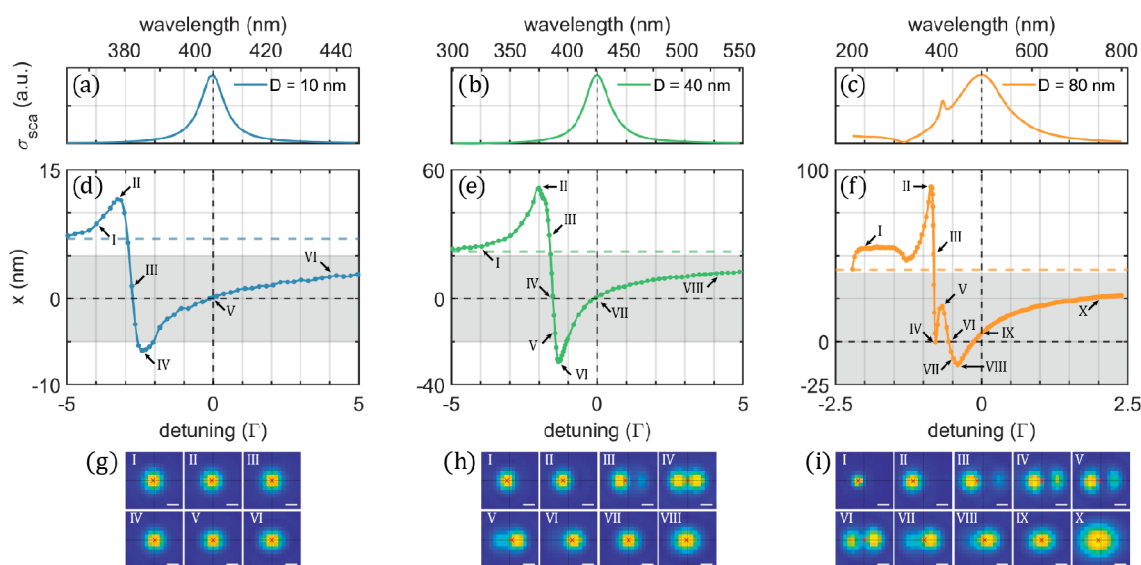 wavelength (nm)
380 400 420 440
(a)
D = 10 nm
σsca (a.u.)
wavelength (nm)
300 350 400 450 500 550
(b)
D = 40 nm
wavelength (nm)
200 400 600 800
(c)
D = 80 nm
(d)
15
0
-10
x (nm)
I
II
III
IV
V
VI
-5 0 5
detuning (Γ)
(e)
60
0
-40
I
II
III
IV
V
VI
VII
VIII
-5 0 5
detuning (Γ)
(f)
100
0
-25
I
II
III
IV
V
VI
VII
VIII
IX
X
-2.5 0 2.5
detuning (Γ)
(g)
I II III
IV V VI
(h)
I II III IV
V VI VII VIII
(i)
I II III IV V
VI VII VIII IX X